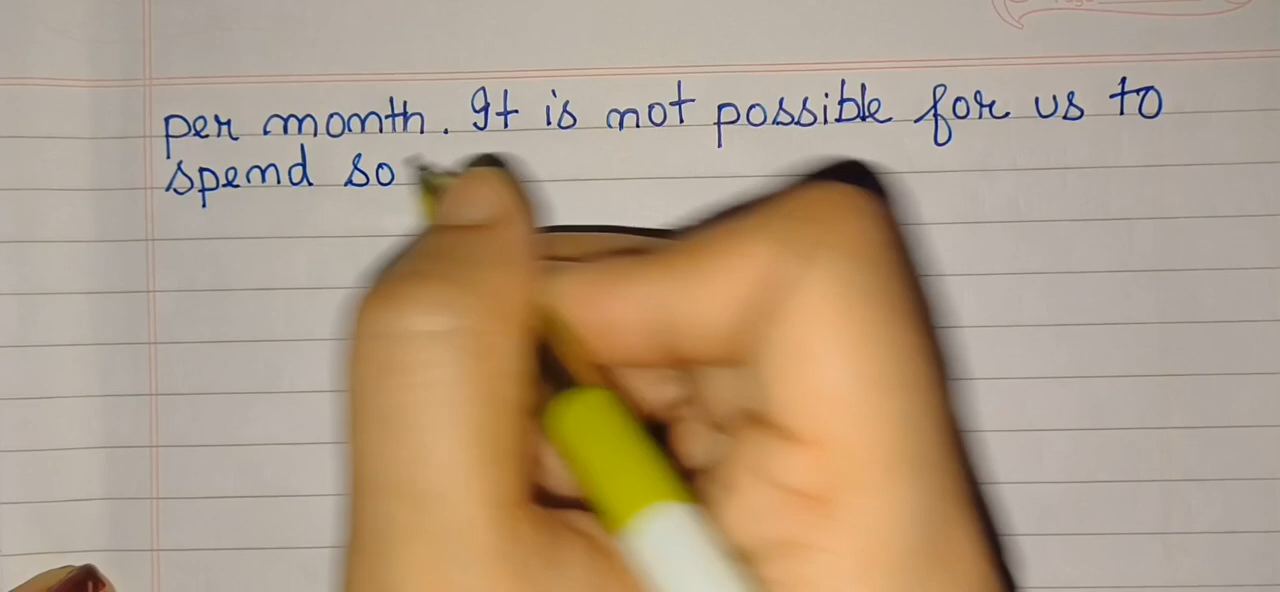 per month. It is not possible for us to
spend so